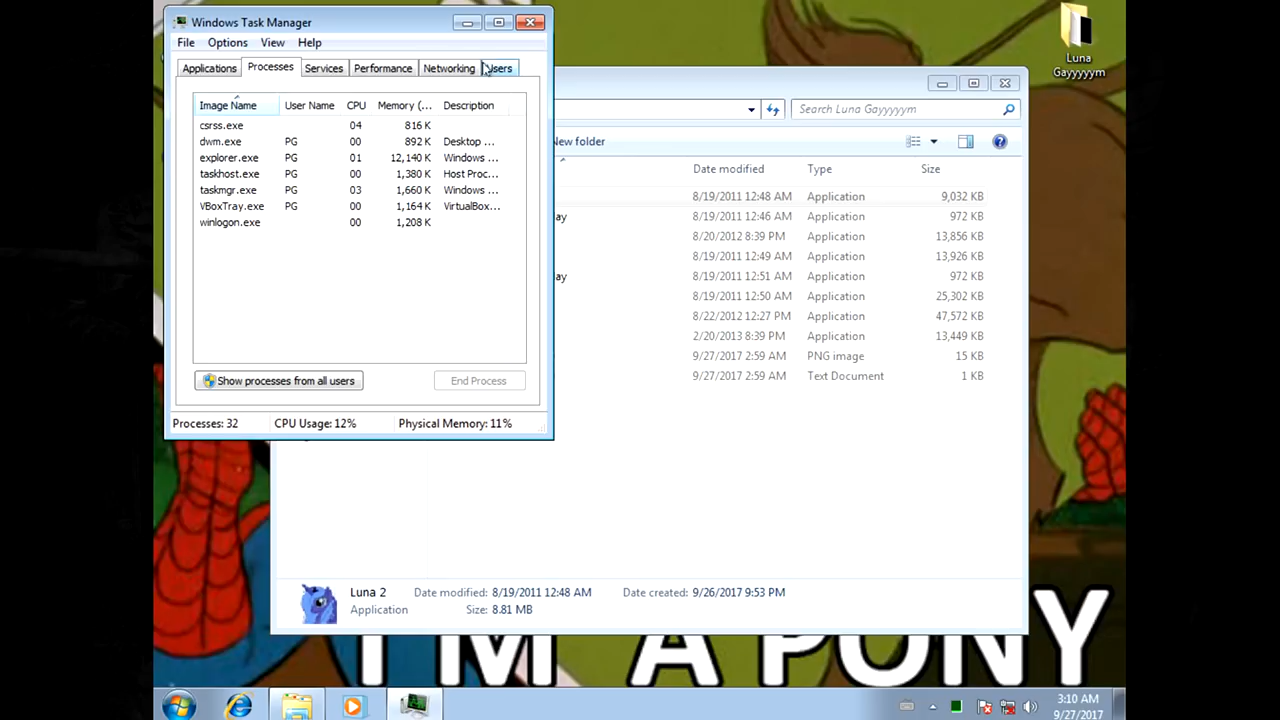 Windows Task Manager
File Options View Help
Applications Processes Services Performance Networking Users
Image Name User Name CPU Memory (... Description
csrss.exe 04 816 K
dwm.exe PG 00 892 K Desktop ...
explorer.exe PG 01 12,140 K Windows ...
taskhost.exe PG 00 1,380 K Host Proc...
taskmgr.exe PG 03 1,660 K Windows ...
VBoxTray.exe PG 00 1,164 K VirtualBox...
winlogon.exe 00 1,208 K
Show processes from all users End Process
Processes: 32 CPU Usage: 12% Physical Memory: 11%
Luna
Gayyyyym
Search Luna Gayyyyym
New folder
Date modified Type Size
8/19/2011 12:48 AM Application 9,032 KB
ay 8/19/2011 12:46 AM Application 972 KB
8/20/2012 8:39 PM Application 13,856 KB
8/19/2011 12:49 AM Application 13,926 KB
ay 8/19/2011 12:51 AM Application 972 KB
8/19/2011 12:50 AM Application 25,302 KB
8/22/2012 12:27 PM Application 47,572 KB
2/20/2013 8:39 PM Application 13,449 KB
9/27/2017 2:59 AM PNG image 15 KB
9/27/2017 2:59 AM Text Document 1 KB
Luna 2 Date modified: 8/19/2011 12:48 AM Date created: 9/26/2017 9:53 PM
Application Size: 8.81 MB
I'M A PONY
3:10 AM
9/27/2017